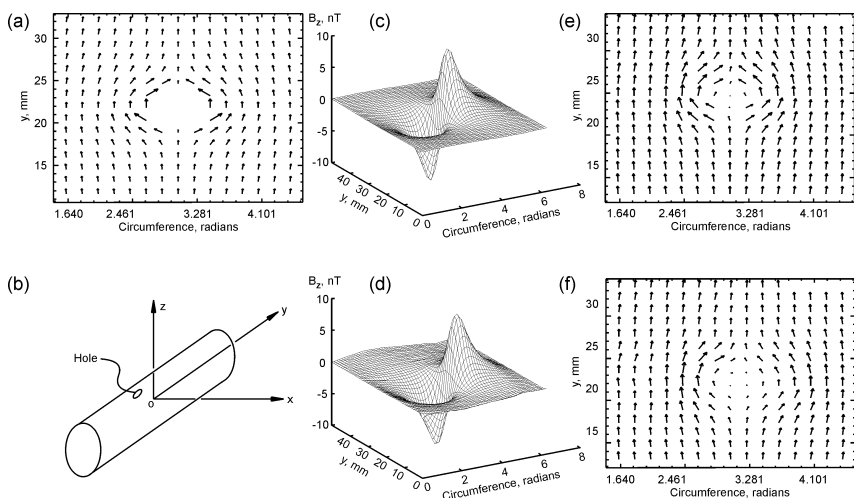 (a)
y, mm
30
25
20
15
1.640 2.461 3.281 4.101
Circumference, radians
B_z, nT
(c)
10
5
0
-5
-10
y, mm
40 30 20 10 0
0 2 4 6 8
Circumference, radians
(e)
y, mm
30
25
20
15
1.640 2.461 3.281 4.101
Circumference, radians
(b)
z
y
Hole
o
x
B_z, nT
(d)
10
5
0
-5
-10
y, mm
40 30 20 10 0
0 2 4 6 8
Circumference, radians
(f)
y, mm
30
25
20
15
1.640 2.461 3.281 4.101
Circumference, radians